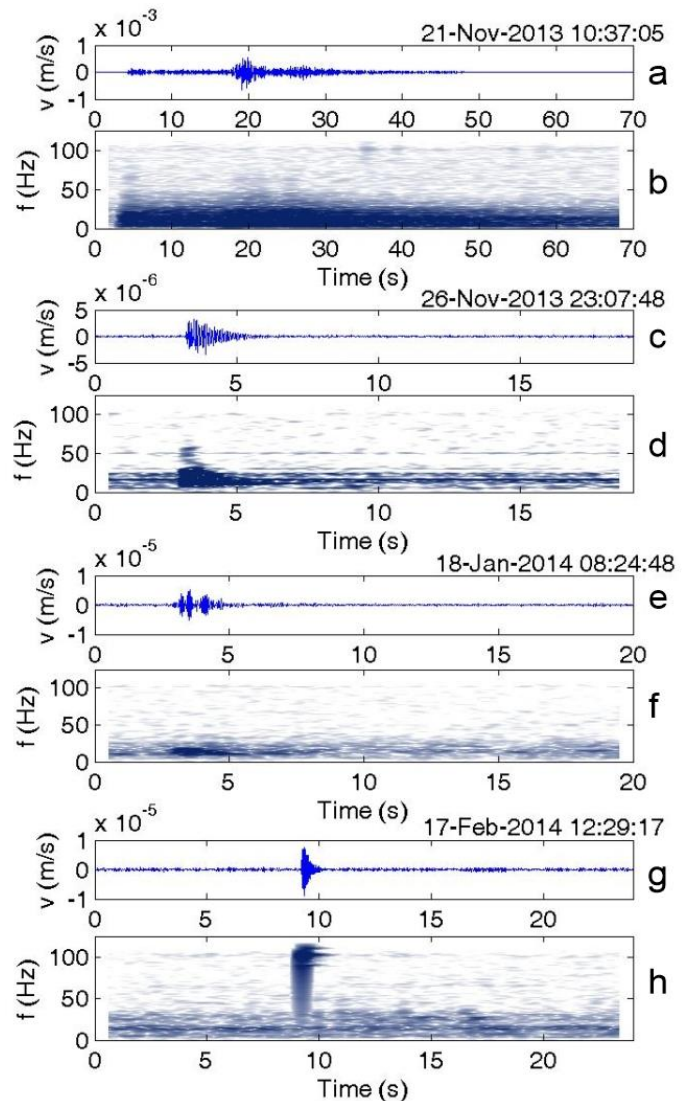 x 10^-3 21-Nov-2013 10:37:05
v (m/s) 1 0 -1 a
0 10 20 30 40 50 60 70
f (Hz) 100 50 0 b
0 10 20 30 40 50 60 70
Time (s)
x 10^-6 26-Nov-2013 23:07:48
v (m/s) 5 0 -5 c
0 5 10 15
f (Hz) 100 50 0 d
0 5 10 15
Time (s)
x 10^-5 18-Jan-2014 08:24:48
v (m/s) 1 0 -1 e
0 5 10 15 20
f (Hz) 100 50 0 f
0 5 10 15 20
Time (s)
x 10^-5 17-Feb-2014 12:29:17
v (m/s) 1 0 -1 g
0 5 10 15 20
f (Hz) 100 50 0 h
0 5 10 15 20
Time (s)